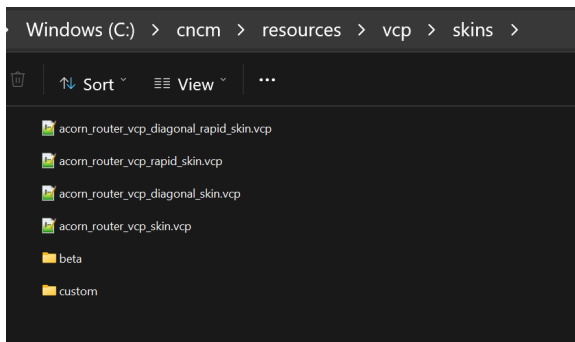 Windows (C:) > cncm > resources > vcp > skins >
Sort View ...
acorn_router_vcp_diagonal_rapid_skin.vcp
acorn_router_vcp_rapid_skin.vcp
acorn_router_vcp_diagonal_skin.vcp
acorn_router_vcp_skin.vcp
beta
custom